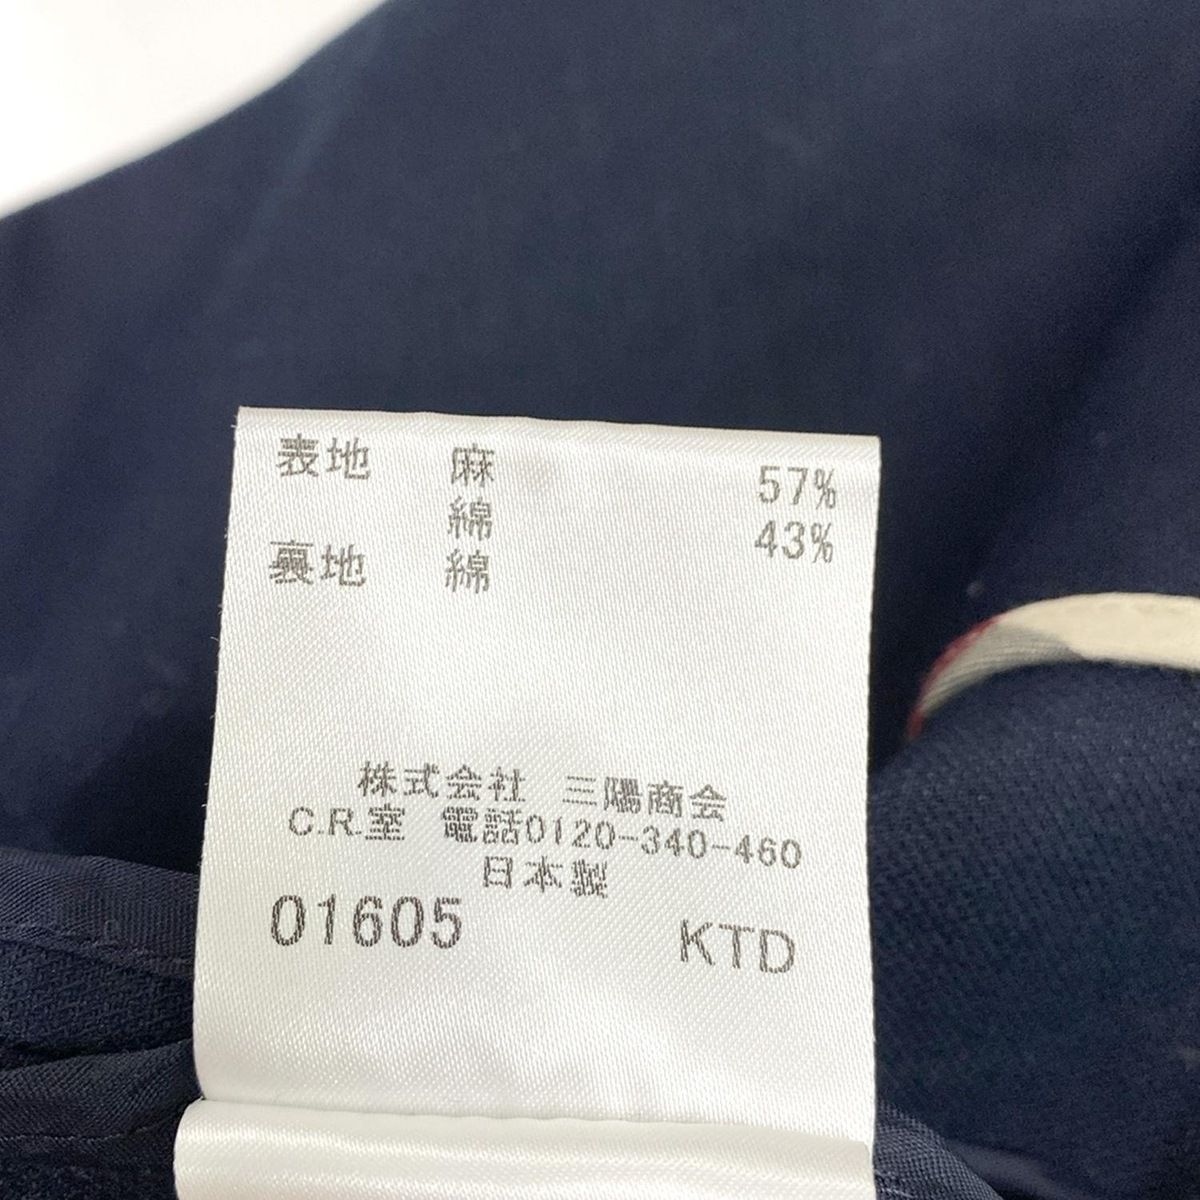 表地 麻 57%
綿 43%
裏地 綿
株式会社 三陽商会
C.R.室 電話0120-340-460
日本製
01605 KTD